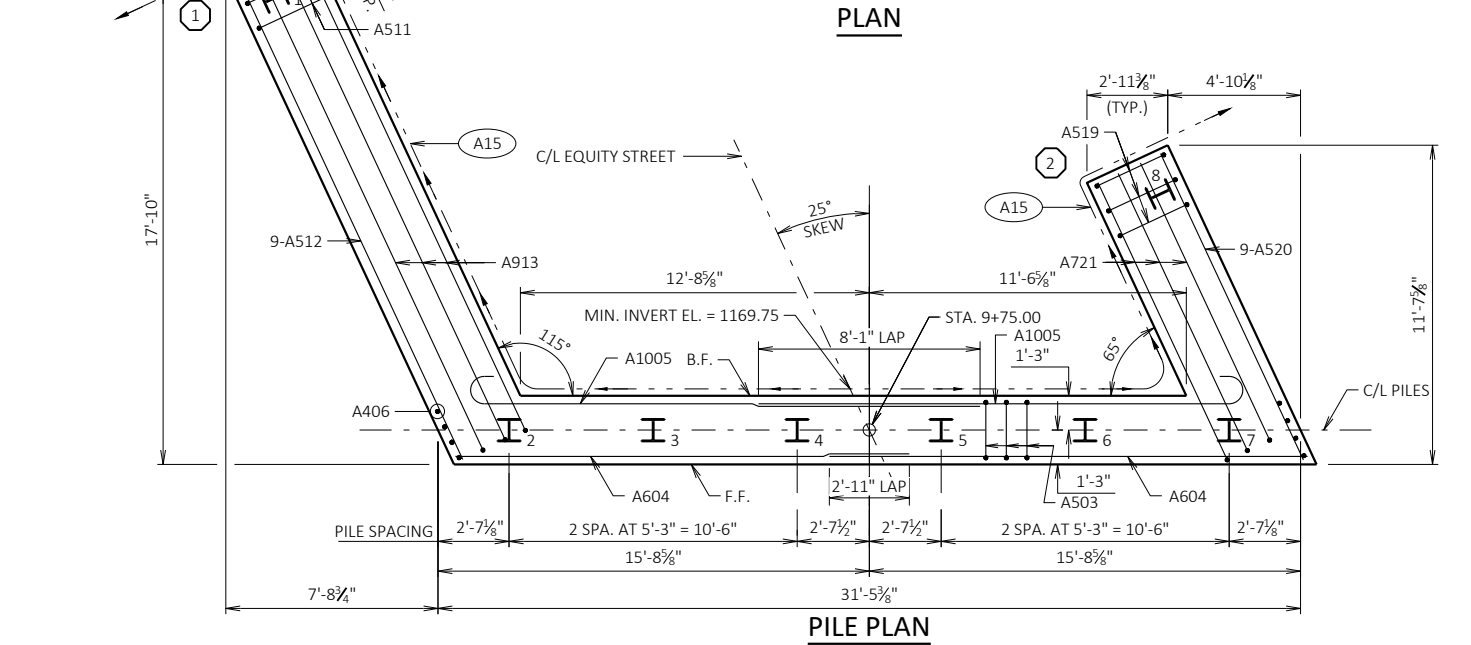 PLAN
1
1
A511
2'-11⅜"
(TYP.)
4'-10⅛"
A519
8
2
A15
A15
C/L EQUITY STREET
25°
SKEW
17'-10"
9-A512
A913
A721
9-A520
11'-7⅝"
12'-8⅝"
11'-6⅝"
MIN. INVERT EL. = 1169.75
STA. 9+75.00
115°
65°
8'-1" LAP
A1005
B.F.
A1005
1'-3"
C/L PILES
A406
2
3
4
5
6
7
A604
F.F.
2'-11" LAP
1'-3"
A503
A604
PILE SPACING
2'-7⅛"
2 SPA. AT 5'-3" = 10'-6"
2'-7½"
2'-7½"
2 SPA. AT 5'-3" = 10'-6"
2'-7⅛"
15'-8⅝"
15'-8⅝"
7'-8¾"
31'-5⅜"
PILE PLAN